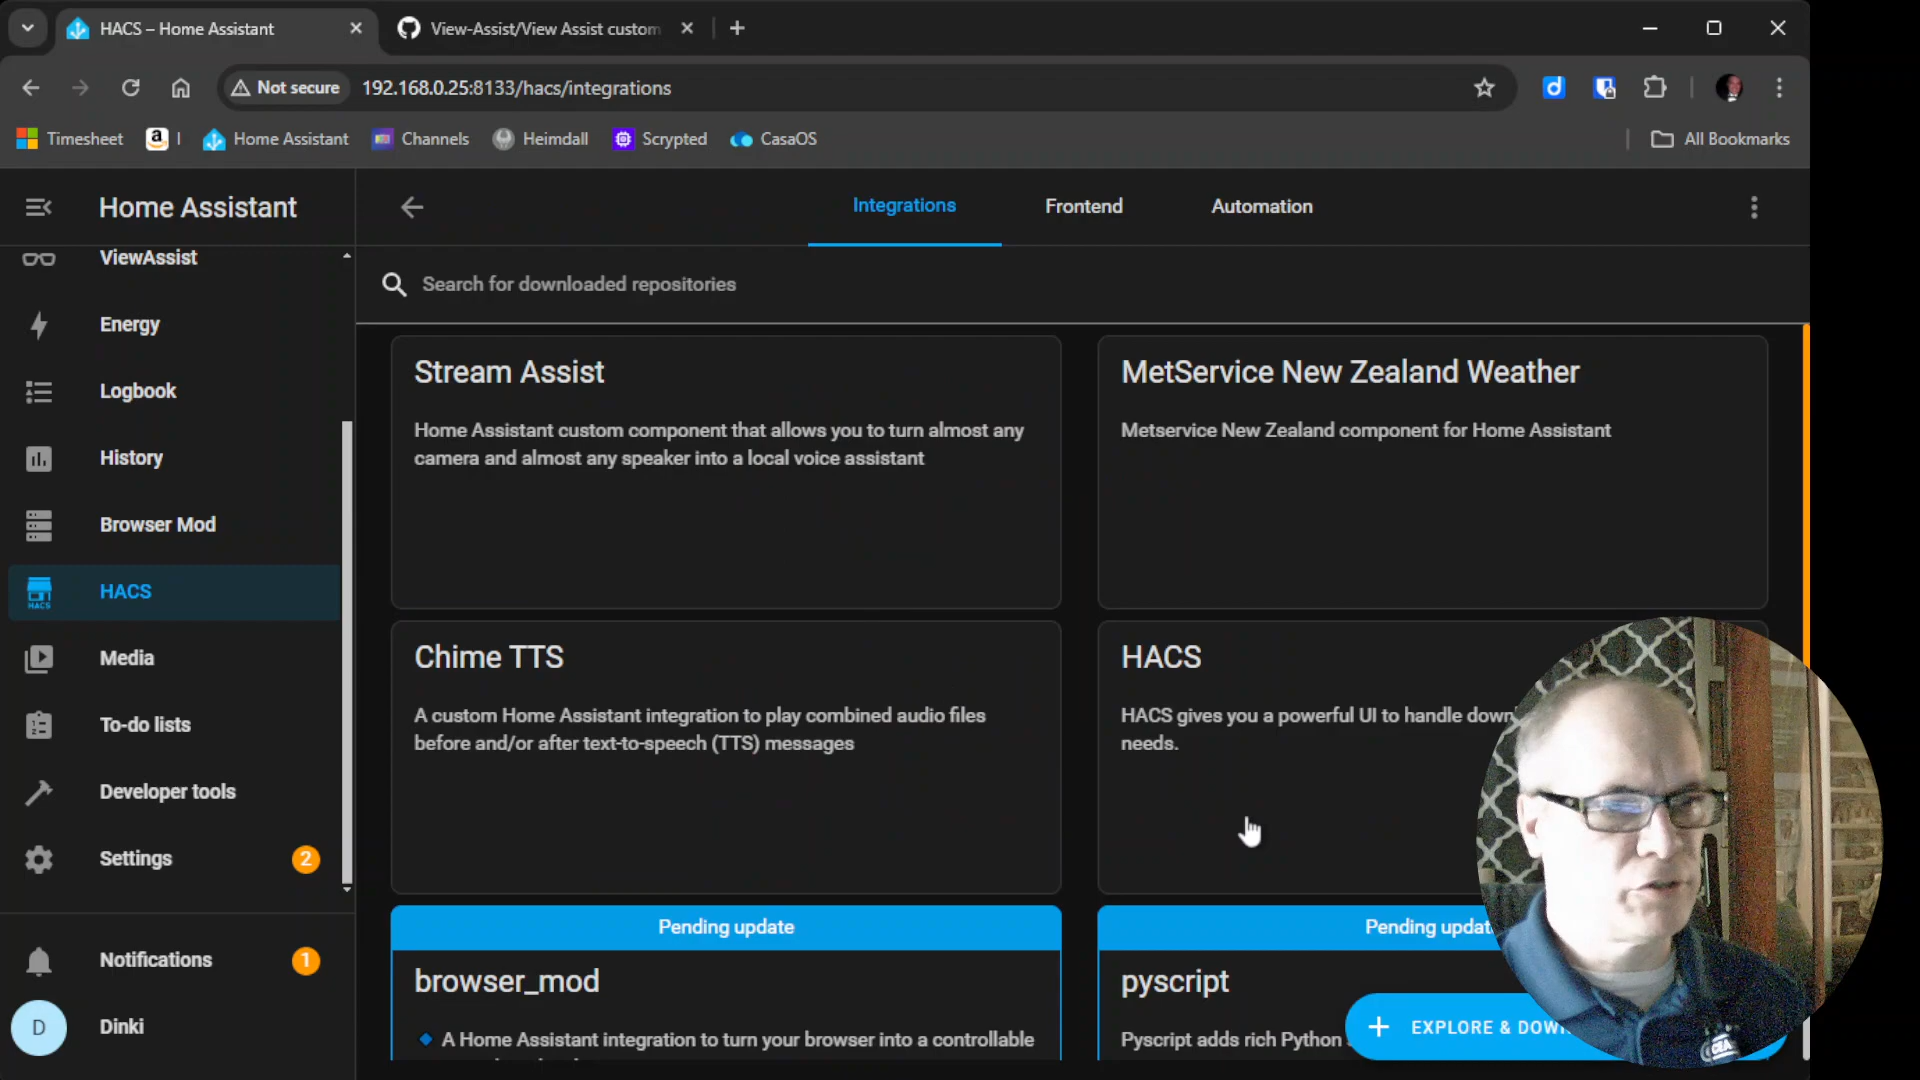 HACS – Home Assistant
View-Assist/View Assist custom
Not secure
192.168.0.25:8133/hacs/integrations
Timesheet
I
Home Assistant
Channels
Heimdall
Scrypted
CasaOS
All Bookmarks
Home Assistant
Integrations
Frontend
Automation
ViewAssist
Energy
Logbook
History
Browser Mod
HACS
HACS
Media
To-do lists
Developer tools
Settings
2
Notifications
1
D
Dinki
Search for downloaded repositories
Stream Assist
Home Assistant custom component that allows you to turn almost any
camera and almost any speaker into a local voice assistant
MetService New Zealand Weather
Metservice New Zealand component for Home Assistant
Chime TTS
A custom Home Assistant integration to play combined audio files
before and/or after text-to-speech (TTS) messages
HACS
HACS gives you a powerful UI to handle down
needs.
Pending update
browser_mod
A Home Assistant integration to turn your browser into a controllable
Pending updat
pyscript
Pyscript adds rich Python
EXPLORE & DOW